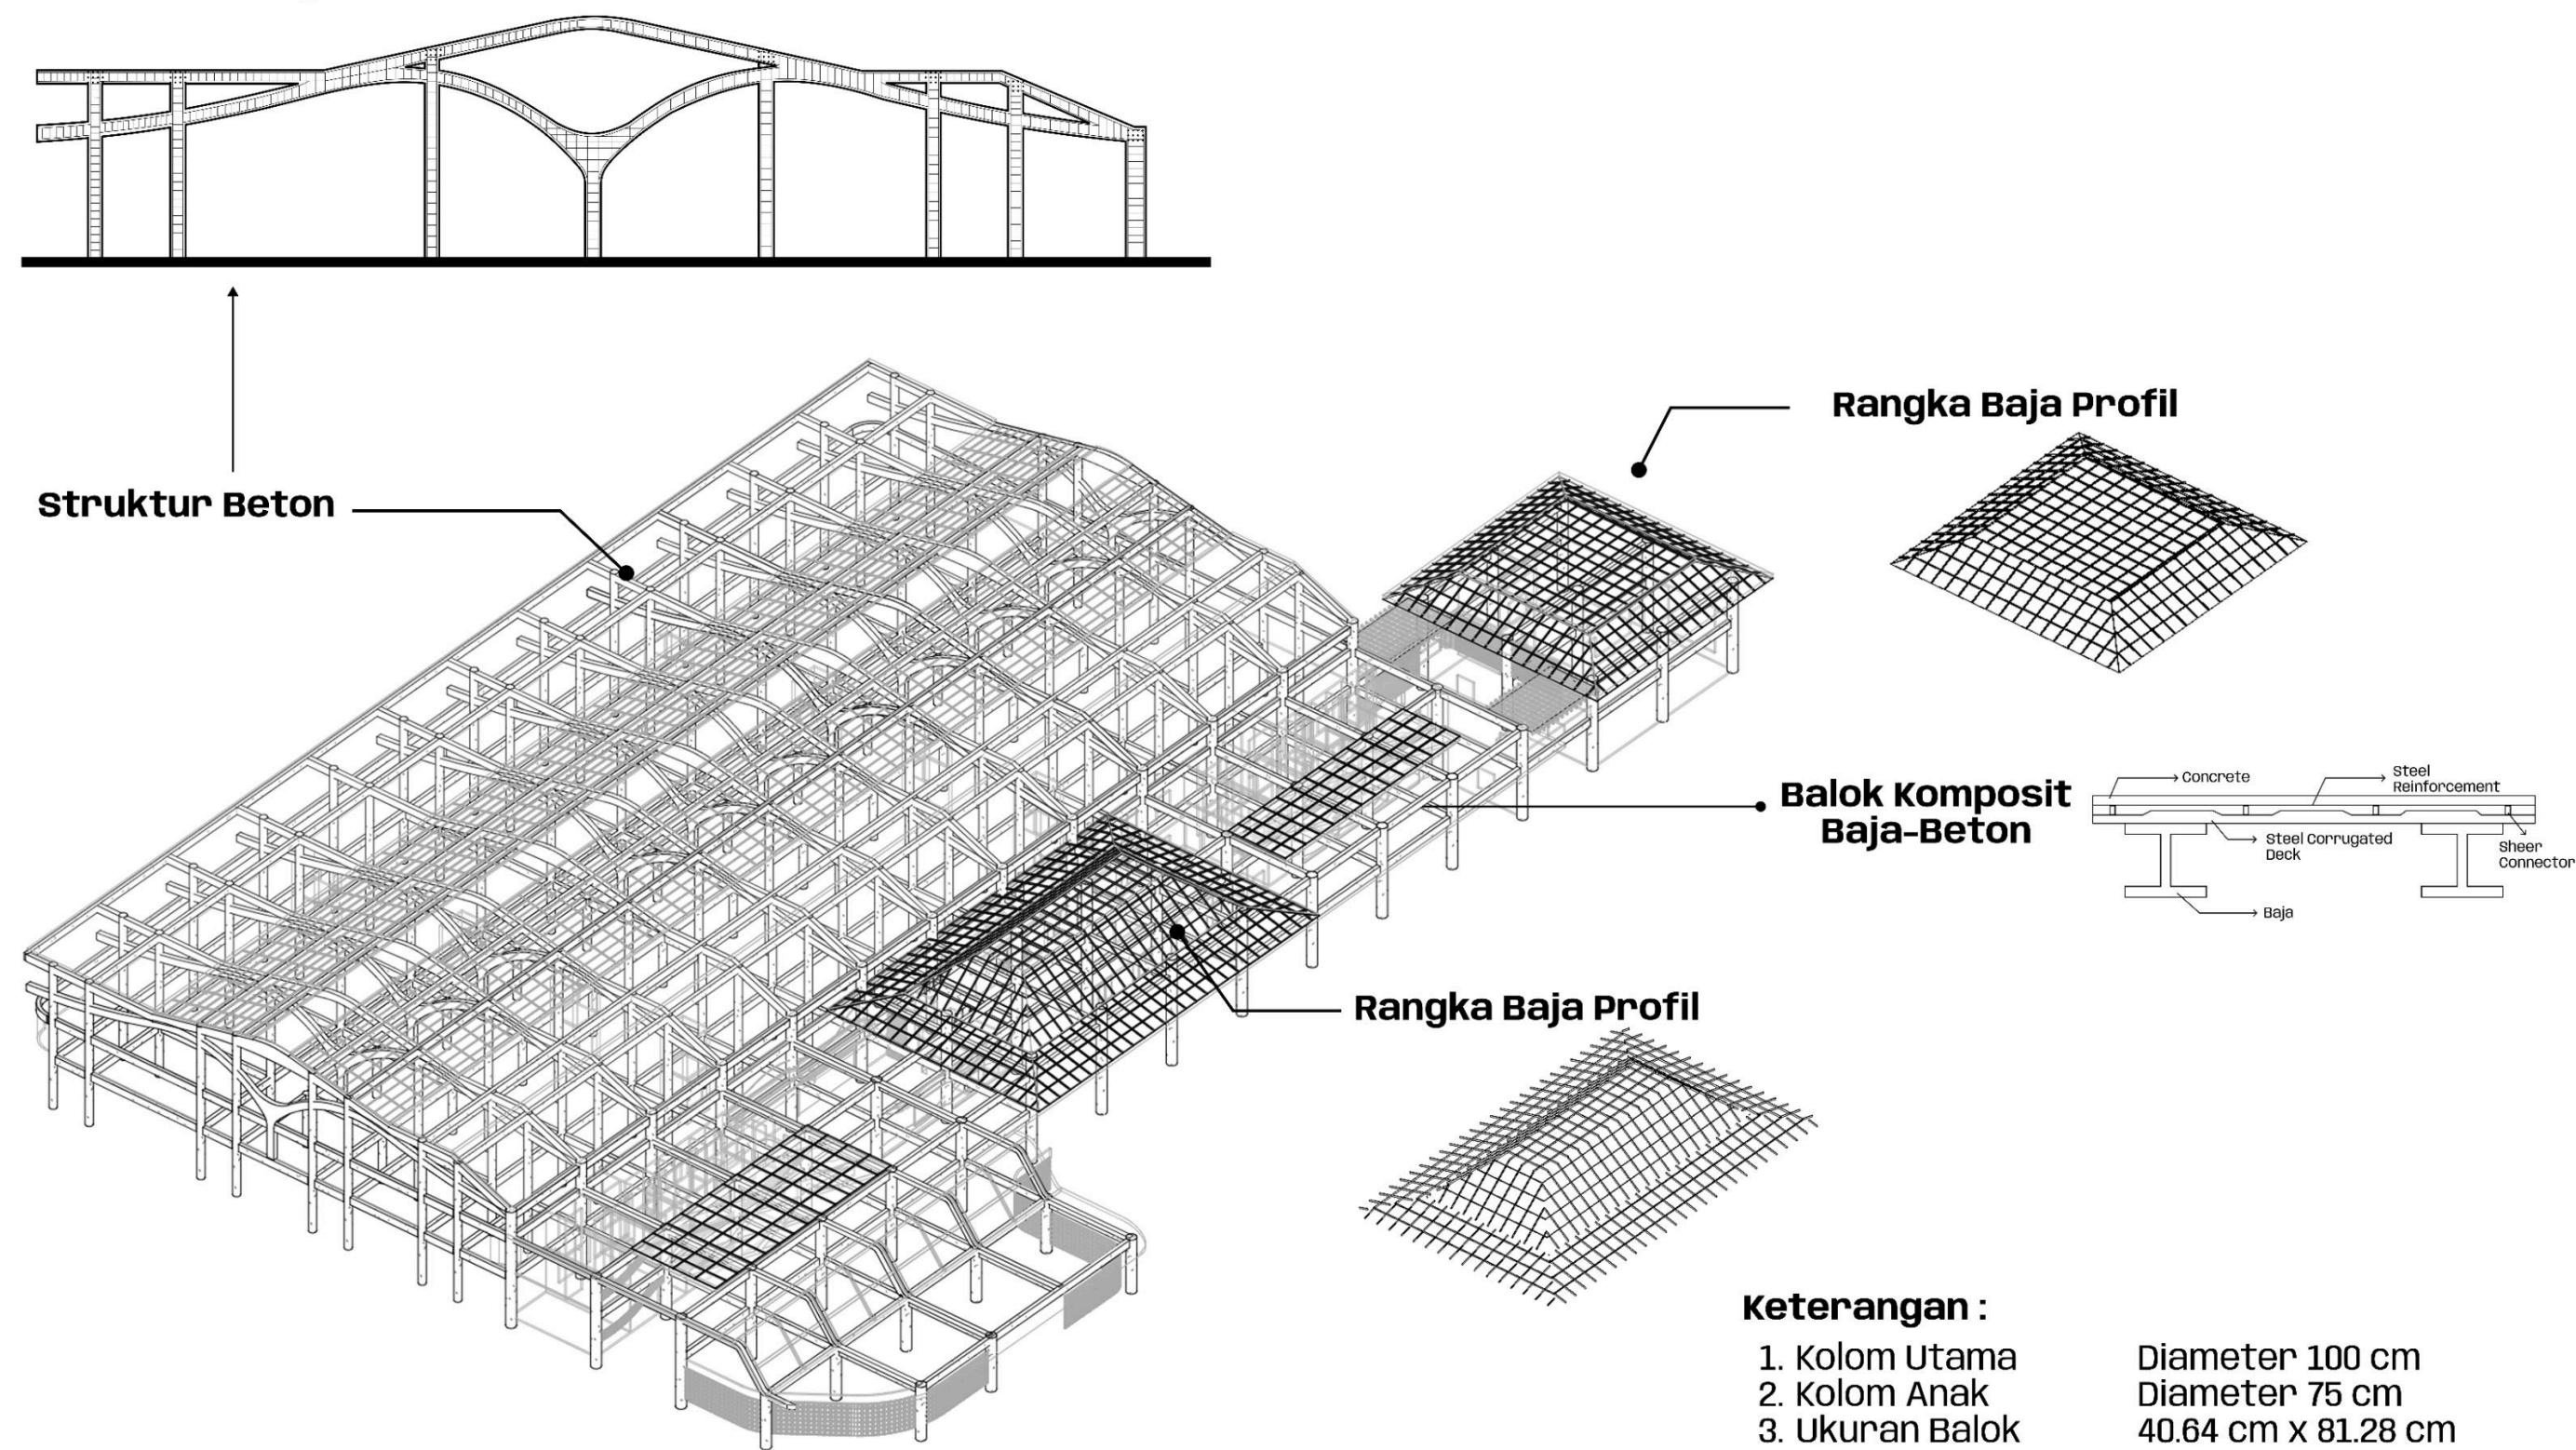 Rangka Baja Profil
Struktur Beton
Balok Komposit
Baja-Beton
Concrete
Steel
Reinforcement
Steel Corrugated
Deck
Sheer
Connector
Baja
Rangka Baja Profil
Keterangan :
1. Kolom Utama Diameter 100 cm
2. Kolom Anak Diameter 75 cm
3. Ukuran Balok 40.64 cm x 81.28 cm